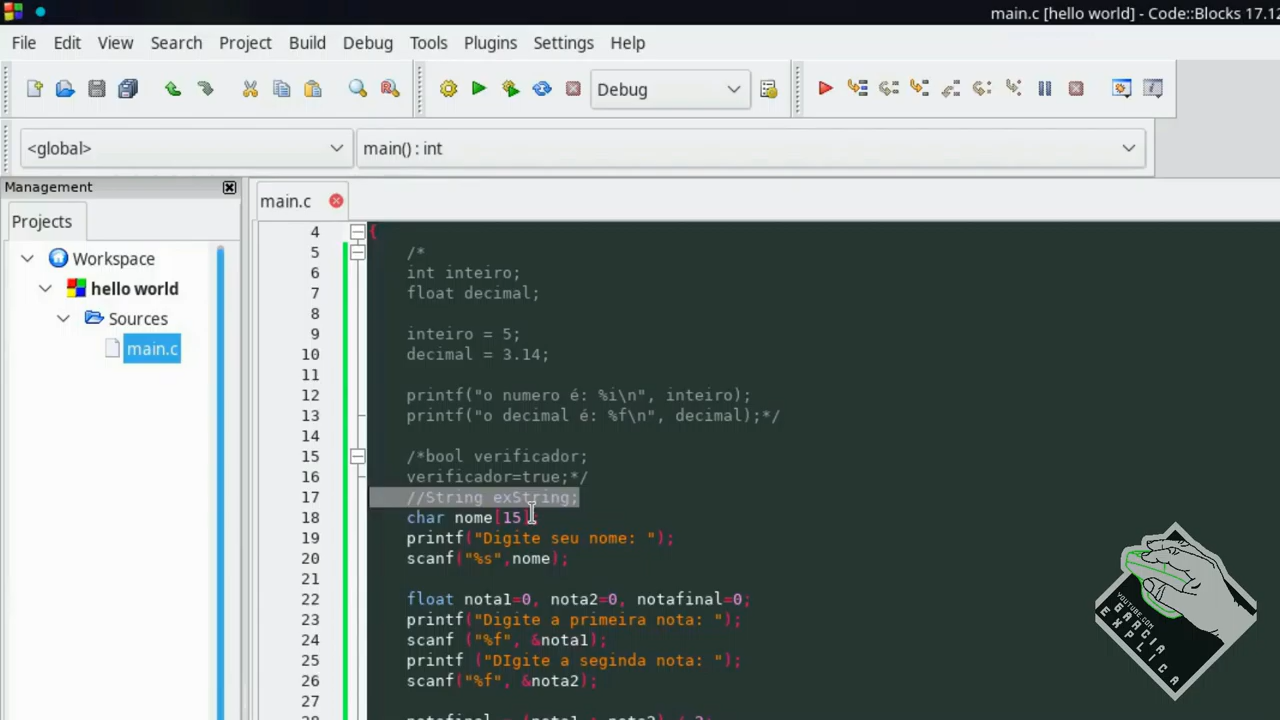 main.c [hello world] - Code::Blocks 17.12
File Edit View Search Project Build Debug Tools Plugins Settings Help
Debug
<global> main() : int
Management
Projects
Workspace
hello world
Sources
main.c
main.c
4 {
5 /*
6 int inteiro;
7 float decimal;
8
9 inteiro = 5;
10 decimal = 3.14;
11
12 printf("o numero é: %i\n", inteiro);
13 printf("o decimal é: %f\n", decimal);*/
14
15 /*bool verificador;
16 verificador=true;*/
17 //String exString;
18 char nome[15];
19 printf("Digite seu nome: ");
20 scanf("%s",nome);
21
22 float nota1=0, nota2=0, notafinal=0;
23 printf("Digite a primeira nota: ");
24 scanf ("%f", &nota1);
25 printf ("DIgite a seginda nota: ");
26 scanf("%f", &nota2);
27
YOUTUBE.COM
GARCIA
EXPLICA